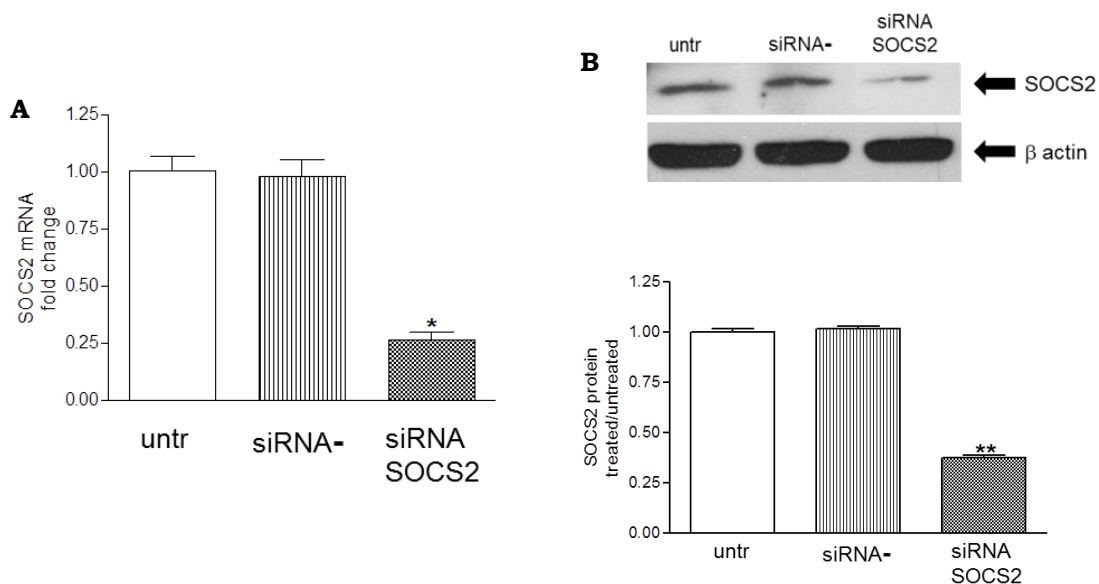 A
1.25
1.00
0.75
0.50
0.25
0.00
SOCS2 mRNA
fold change
*
untr
siRNA-
siRNA
SOCS2
B
untr
siRNA-
siRNA
SOCS2
SOCS2
β actin
1.25
1.00
0.75
0.50
0.25
0.00
SOCS2 protein
treated/untreated
**
untr
siRNA-
siRNA
SOCS2